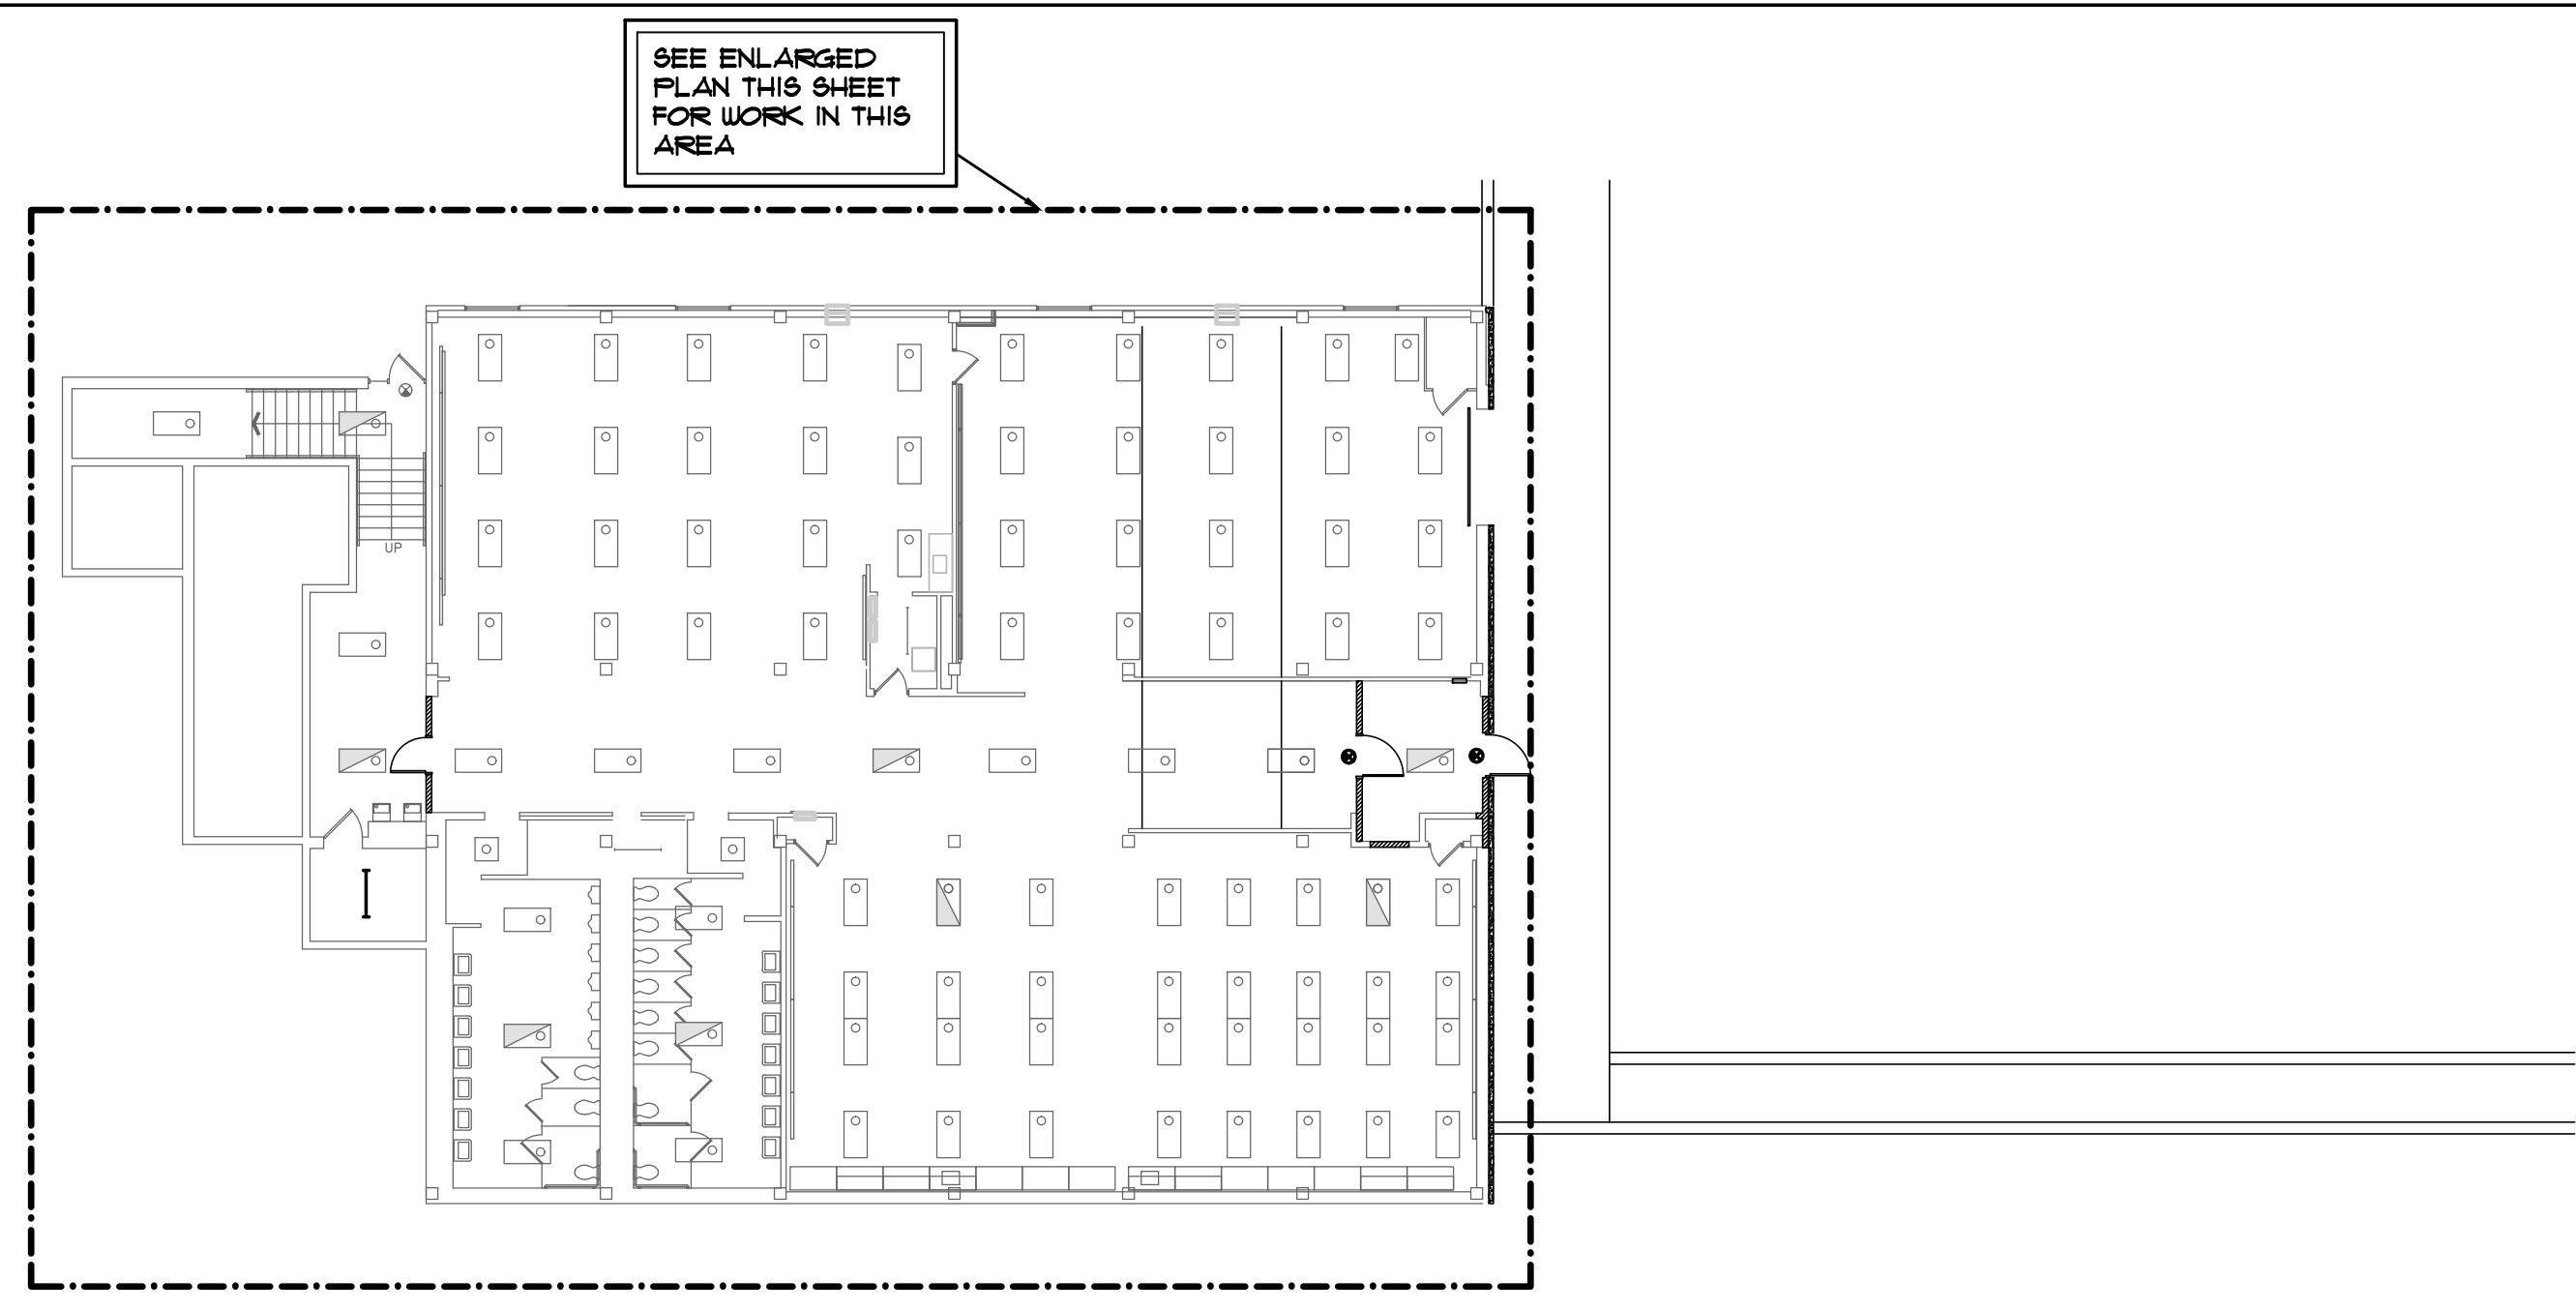 SEE ENLARGED
PLAN THIS SHEET
FOR WORK IN THIS
AREA
UP